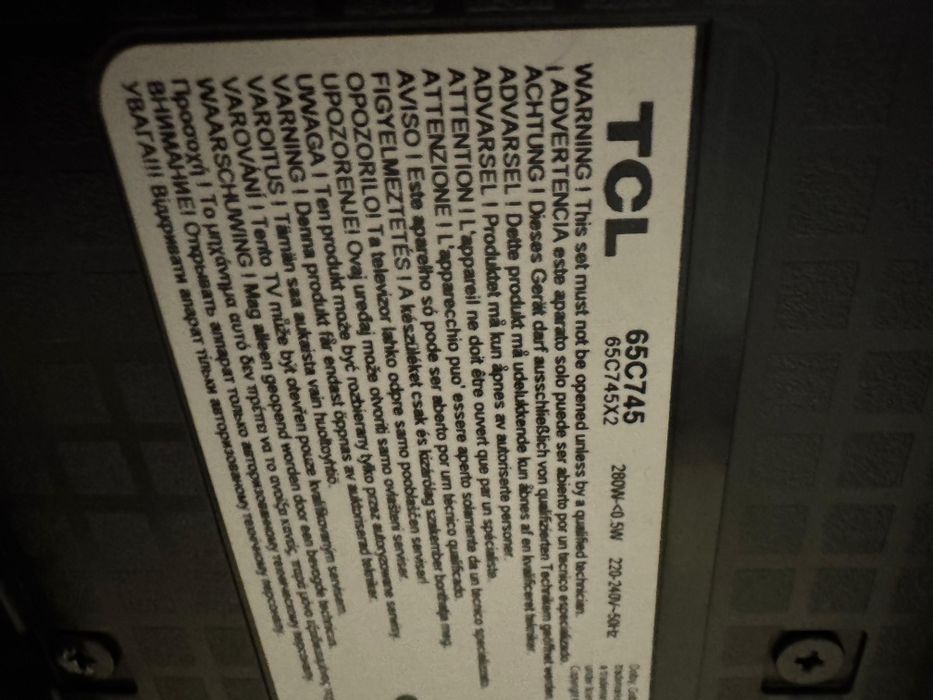 TCL 65C745
65C745X2 280W~<0.5W 220-240V~50Hz
WARNING ! This set must not be opened unless by a qualified technician.
¡ ADVERTENCIA este aparato solo puede ser abierto por un tecnico especializado.
ACHTUNG ! Dieses Gerät darf ausschließlich von qualifizierten Technikern geöffnet werden.
ADVARSEL ! Dette produkt må udelukkende kun åbnes af en kvalificeret tekniker.
ADVARSEL ! Produktet må kun åpnes av autoriserte personer.
ATTENTION ! L'appareil ne doit être ouvert que par un spécialiste.
ATTENZIONE ! L'apparecchio puo' essere aperto solamente da un tecnico specializzato.
AVISO ! Este aparelho só pode ser aberto por um técnico qualificado.
FIGYELMEZTETÉS ! A készüléket csak és kizárólag szakember bonthatja meg.
OPOZORILO! Ta televizor lahko odpre samo pooblaščen serviser!
UPOZORENJE! Ovaj uređaj može otvoriti samo ovlašteni serviser.
UWAGA ! Ten produkt może być rozbierany tylko przez autoryzowane serwisy.
VARNING ! Denna produkt får endast öppnas av auktoriserad tekniker.
VAROITUS ! Tämän saa aukaista vain huoltoyhtiö.
VAROVÁNÍ ! Tento TV může být otevřen pouze kvalifikovaným servisem.
WAARSCHUWING ! Mag alleen geopend worden door een bevoegde technicus.
Προσοχή ! Το μηχάνημα αυτό δεν πρέπει να το ανοίξει κανείς, παρά μόνο
ВНИМАНИЕ! Открывать аппарат только авторизованному техническому персоналу.
УВАГА!!! Відкривати апарат тільки авторизованому технічному персоналу.